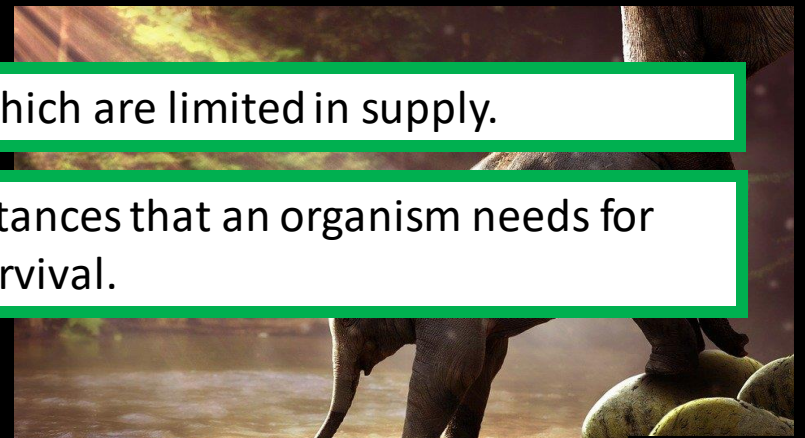 hich are limited in supply.
tances that an organism needs for
rvival.